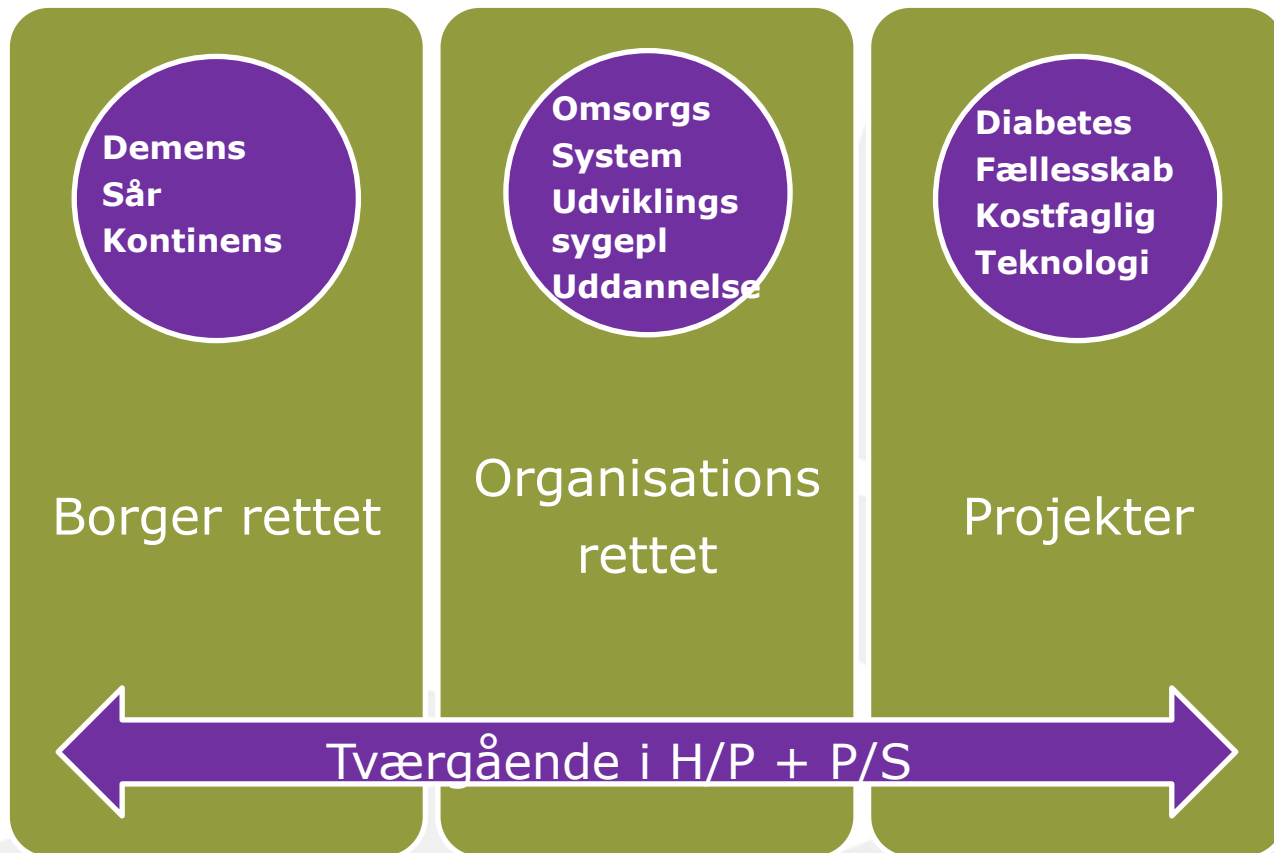 Demens
Sår
Kontinens
Borger rettet
Omsorgs
System
Udviklings
sygepl
Uddannelse
Organisations
rettet
Diabetes
Fællesskab
Kostfaglig
Teknologi
Projekter
Tværgående i H/P + P/S